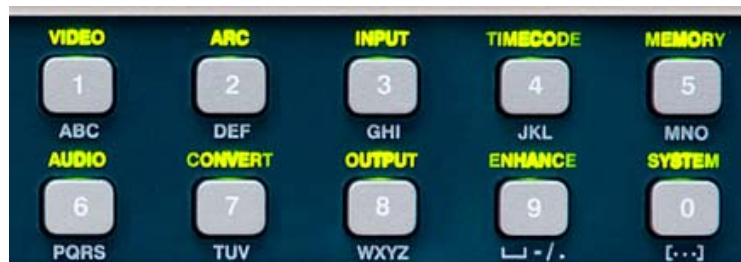 VIDEO ARC INPUT TIMECODE MEMORY
1 2 3 4 5
ABC DEF GHI JKL MNO
AUDIO CONVERT OUTPUT ENHANCE SYSTEM
6 7 8 9 0
PQRS TUV WXYZ ⎵ - / . [...]